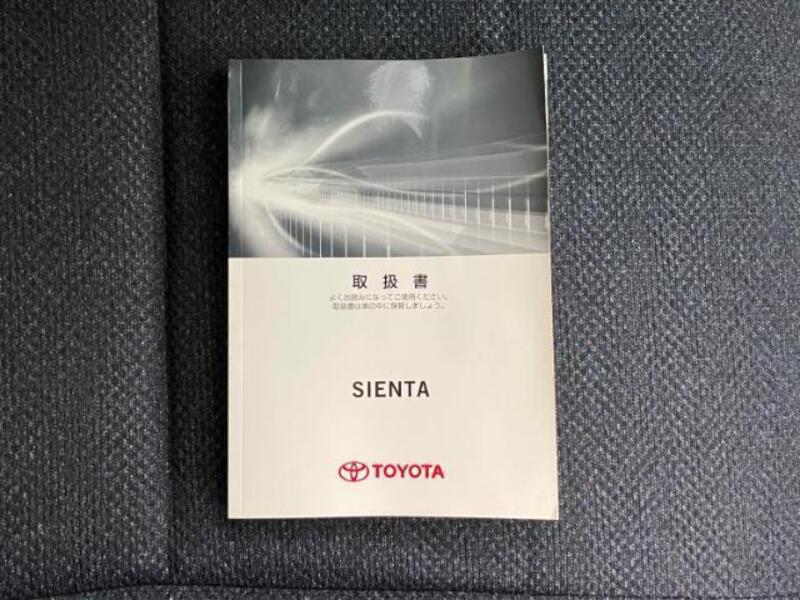 取扱書
よくお読みになってご使用ください。
取扱書は車の中に保管しましょう。
SIENTA
TOYOTA